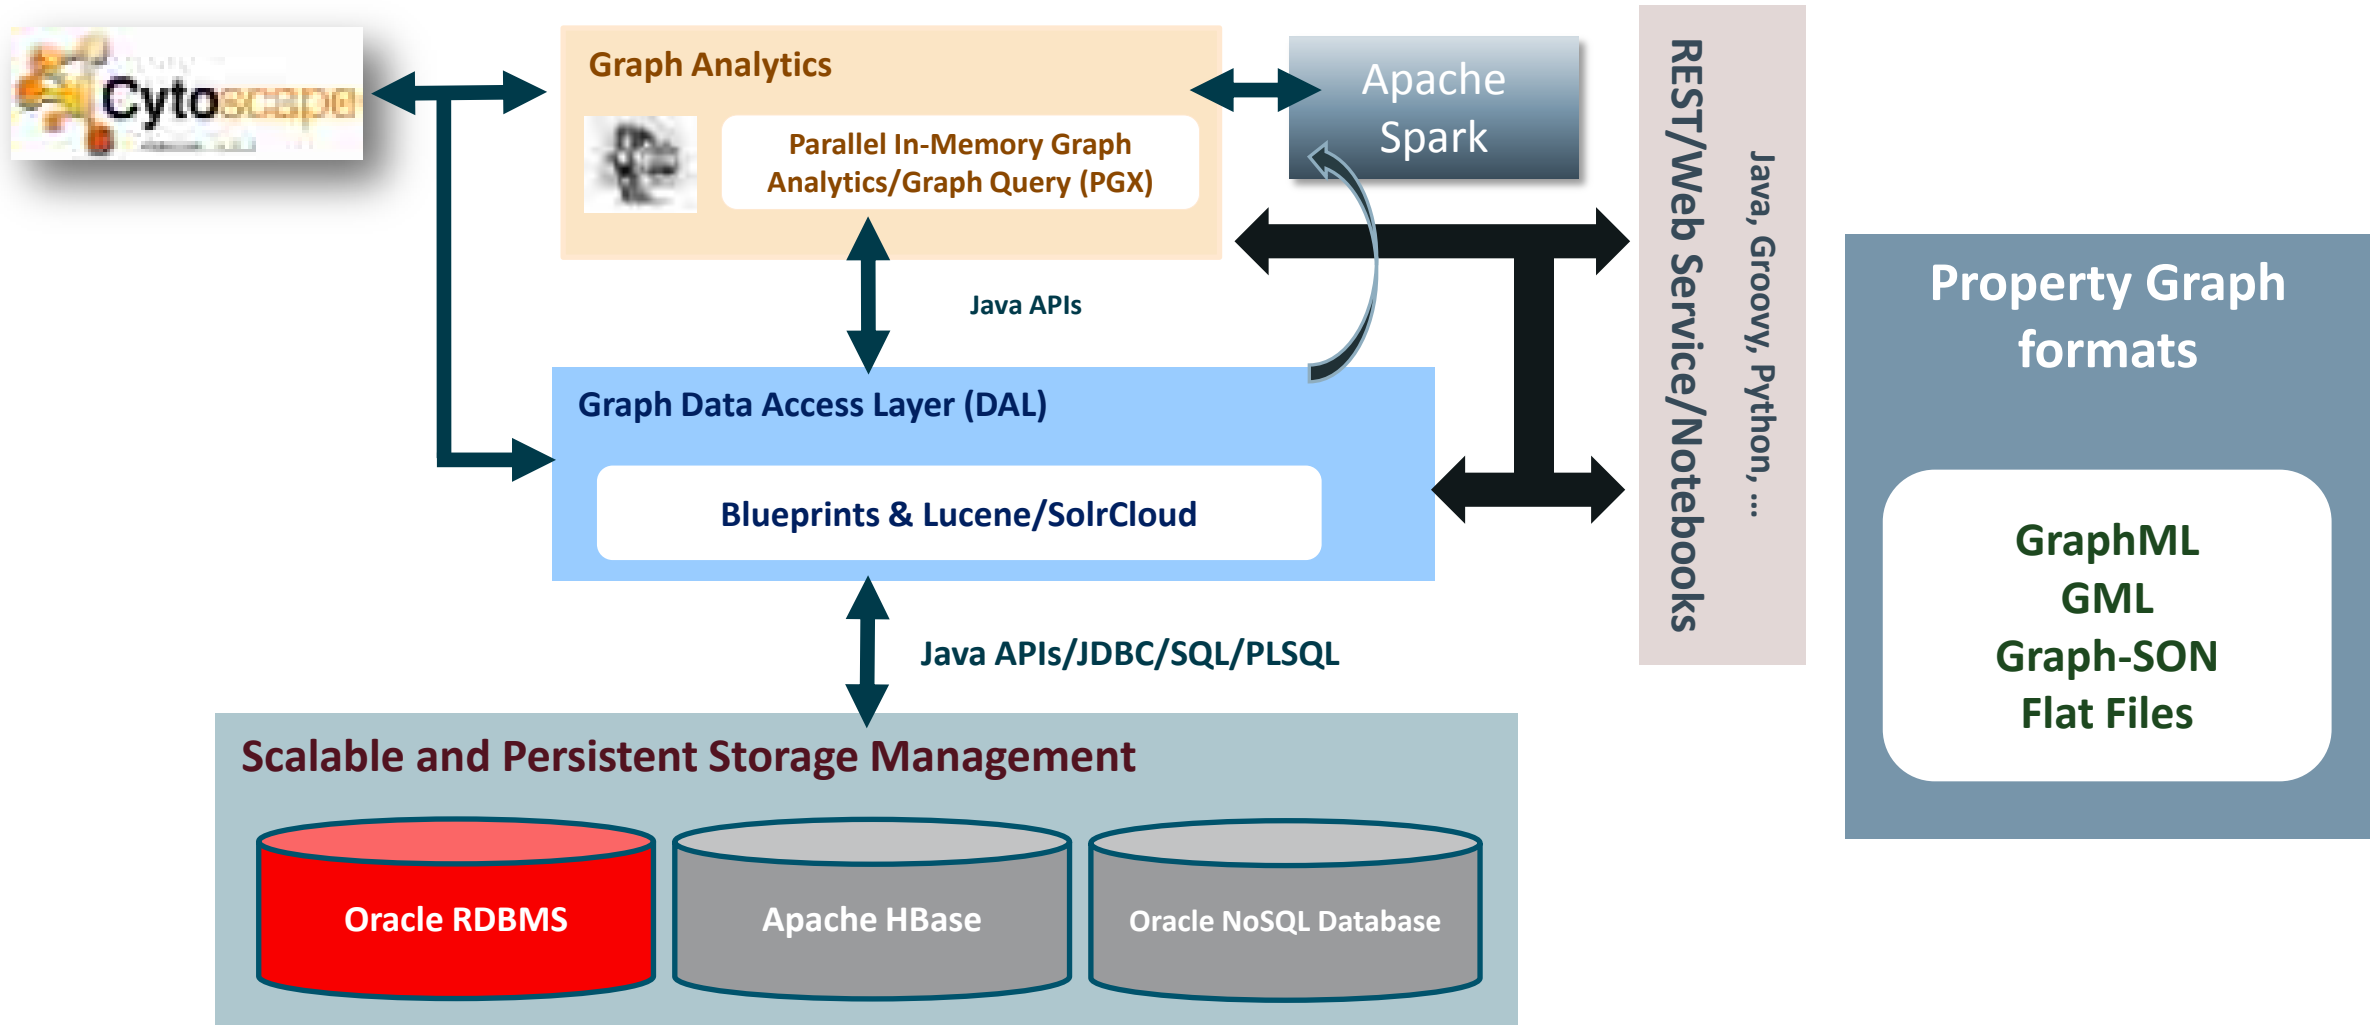 Cytoscape
Graph Analytics
Parallel In-Memory Graph
Analytics/Graph Query (PGX)
Apache
Spark
Java APIs
Graph Data Access Layer (DAL)
Blueprints & Lucene/SolrCloud
Java APIs/JDBC/SQL/PLSQL
Scalable and Persistent Storage Management
Oracle RDBMS
Apache HBase
Oracle NoSQL Database
REST/Web Service/Notebooks
Java, Groovy, Python, ...
Property Graph
formats
GraphML
GML
Graph-SON
Flat Files